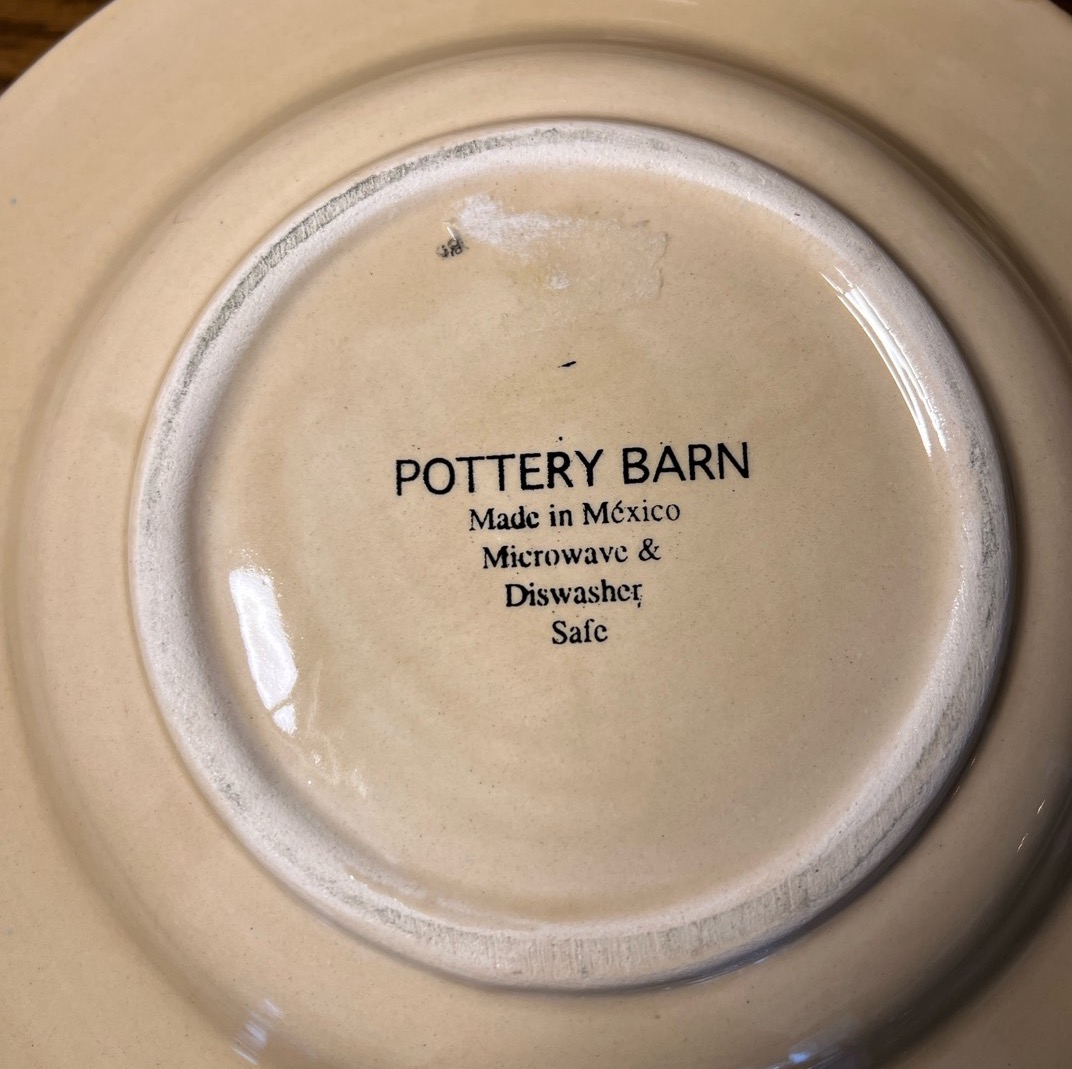 POTTERY BARN
Made in México
Microwave &
Diswasher
Safe